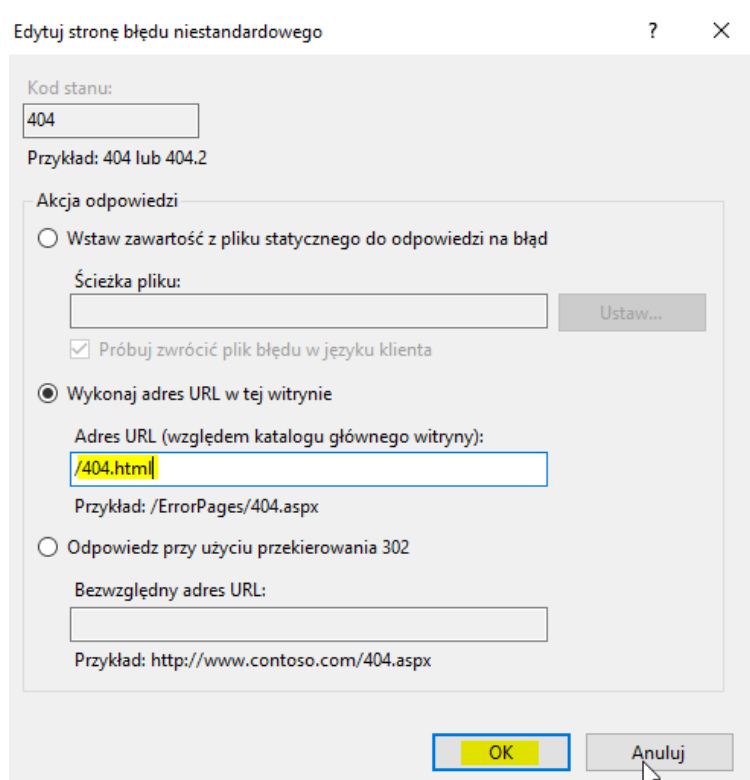 Edytuj stronę błędu niestandardowego
?
Kod stanu:
404
Przykład: 404 lub 404.2
Akcja odpowiedzi
Wstaw zawartość z pliku statycznego do odpowiedzi na błąd
Ścieżka pliku:
Ustaw...
Próbuj zwrócić plik błędu w języku klienta
Wykonaj adres URL w tej witrynie
Adres URL (względem katalogu głównego witryny):
/404.html
Przykład: /ErrorPages/404.aspx
Odpowiedz przy użyciu przekierowania 302
Bezwzględny adres URL:
Przykład: http://www.contoso.com/404.aspx
OK Anuluj